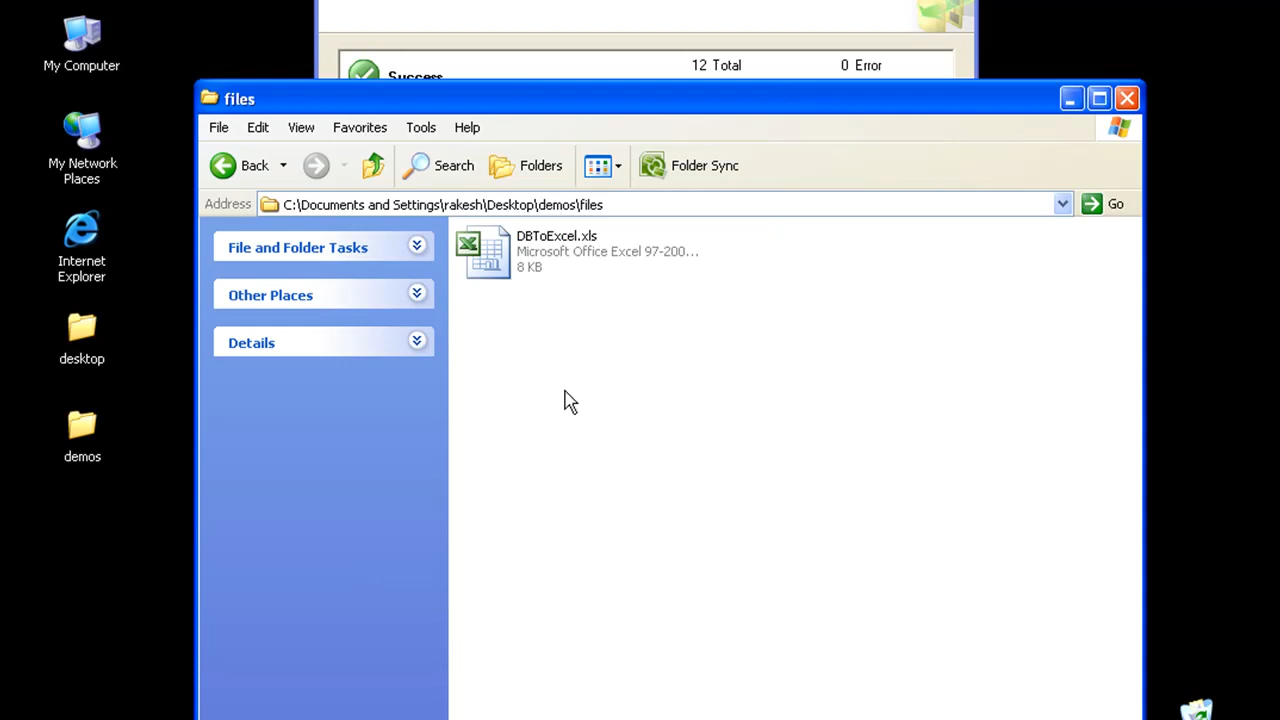 My Computer
My Network
Places
Internet
Explorer
desktop
demos
Success
12 Total
0 Error
files
File Edit View Favorites Tools Help
Back Search Folders Folder Sync
Address C:\Documents and Settings\rakesh\Desktop\demos\files Go
File and Folder Tasks
Other Places
Details
DBToExcel.xls
Microsoft Office Excel 97-200...
8 KB